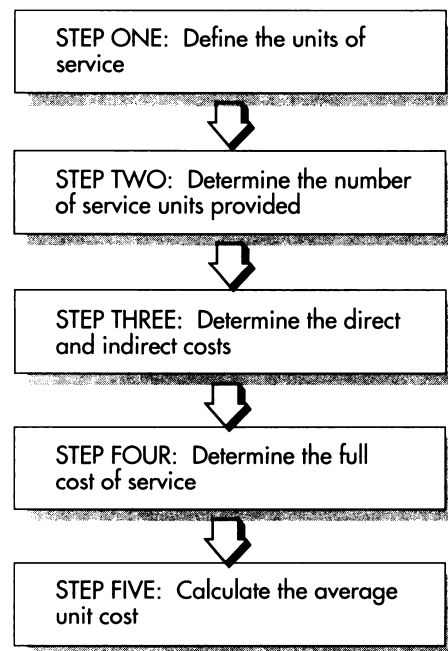 STEP ONE: Define the units of
service
STEP TWO: Determine the number
of service units provided
STEP THREE: Determine the direct
and indirect costs
STEP FOUR: Determine the full
cost of service
STEP FIVE: Calculate the average
unit cost